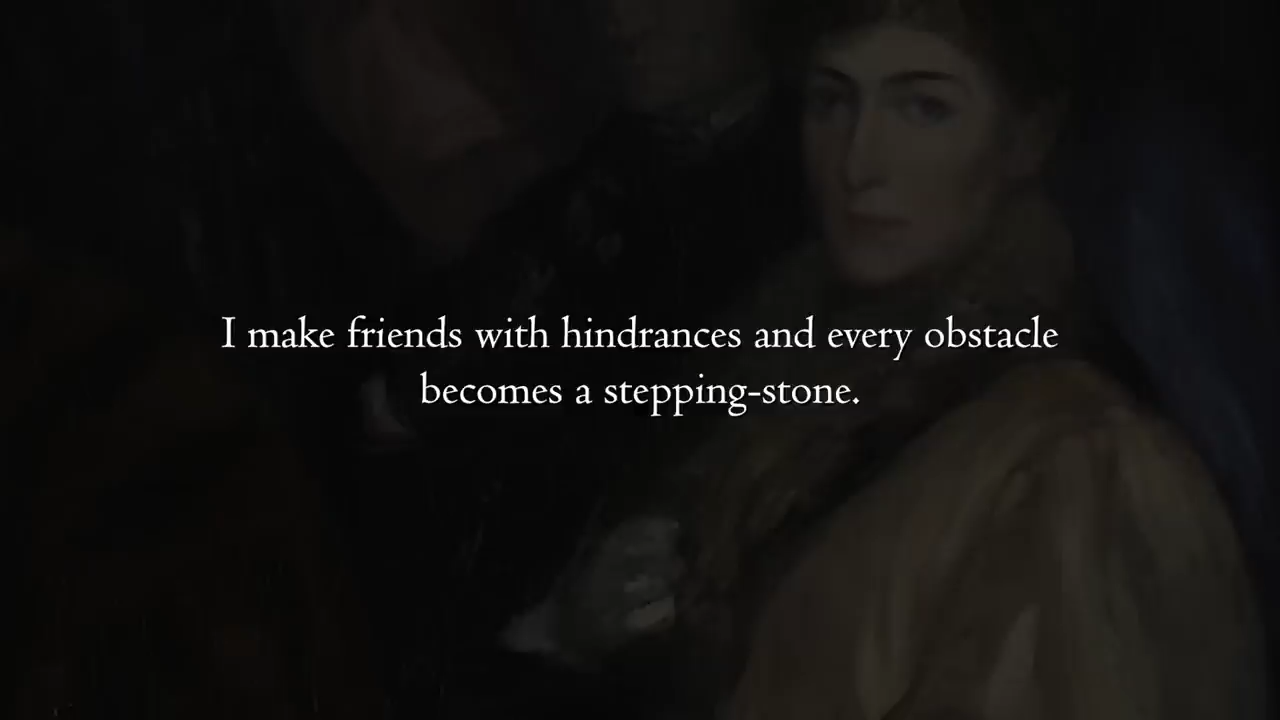 I make friends with hindrances and every obstacle
becomes a stepping-stone.